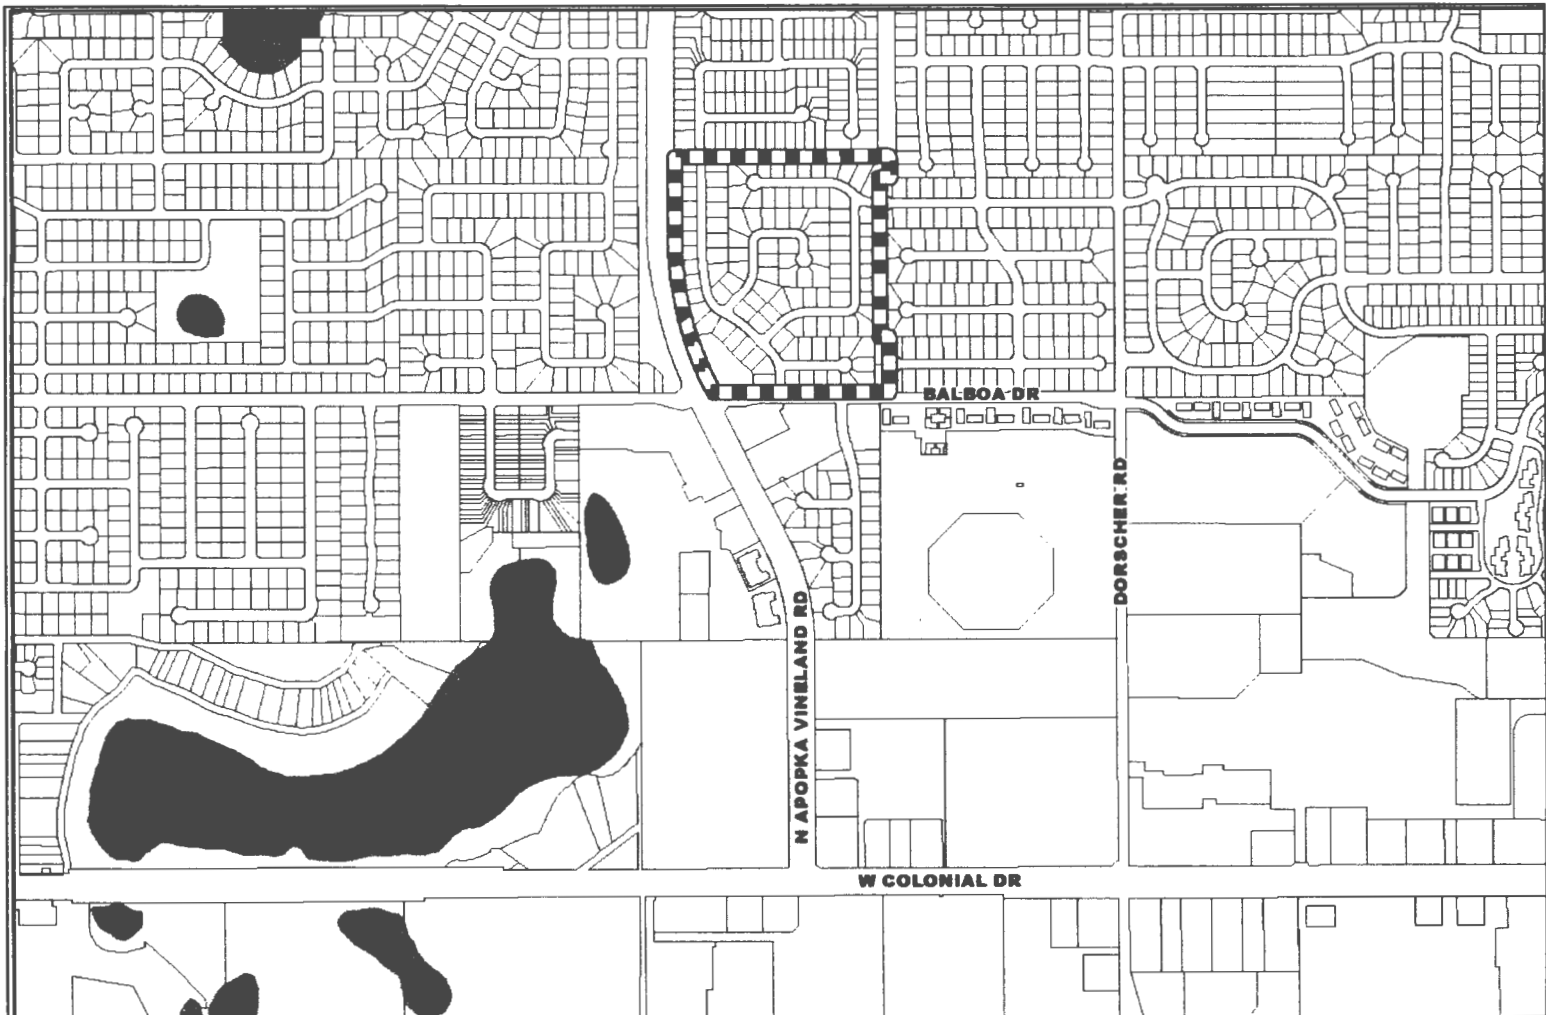 BALBOA DR
DORSCHER RD
N APOPKA VINELAND RD
W COLONIAL DR